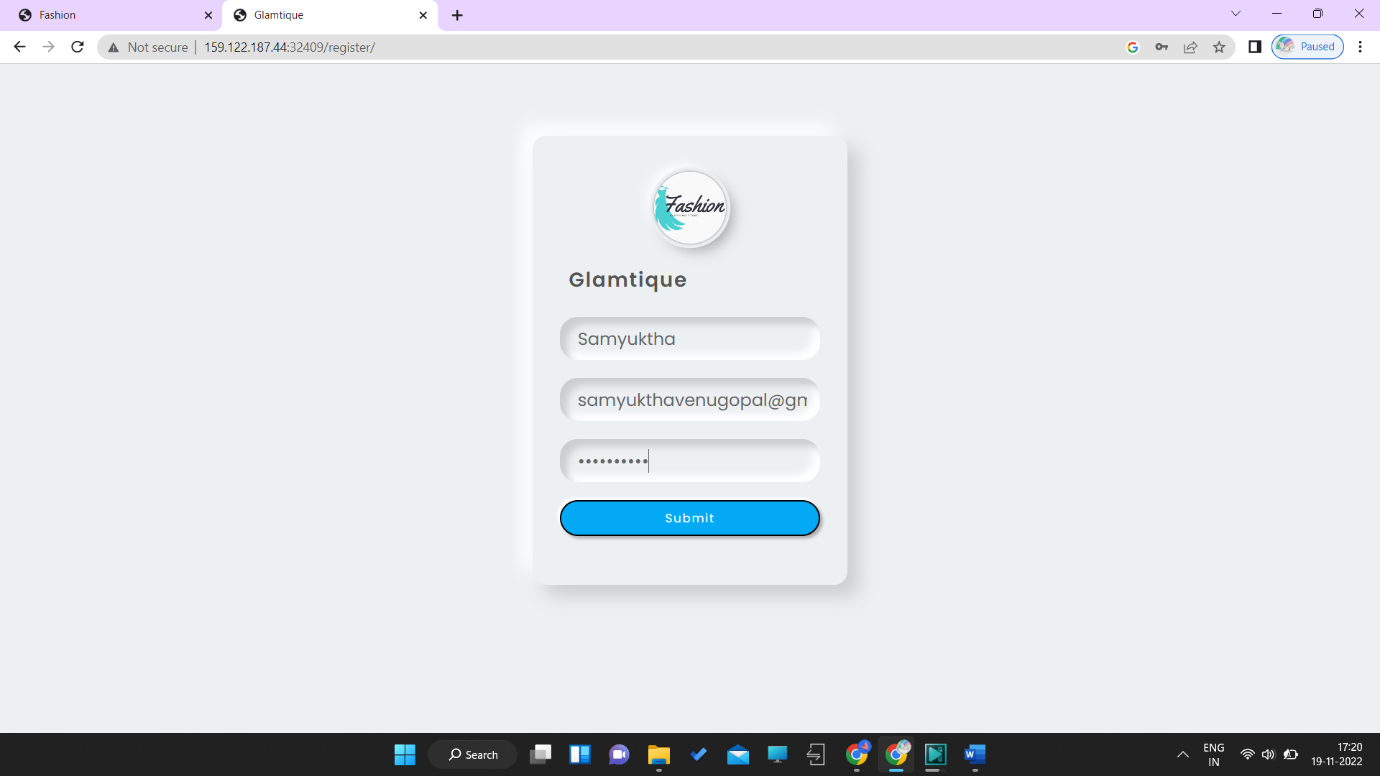 Fashion
Glamtique
Not secure
159.122.187.44:32409/register/
Paused
Fashion
Glamtique
Samyuktha
samyukthavenugopal@gm
••••••••••
Submit
Search
ENG
IN
17:20
19-11-2022